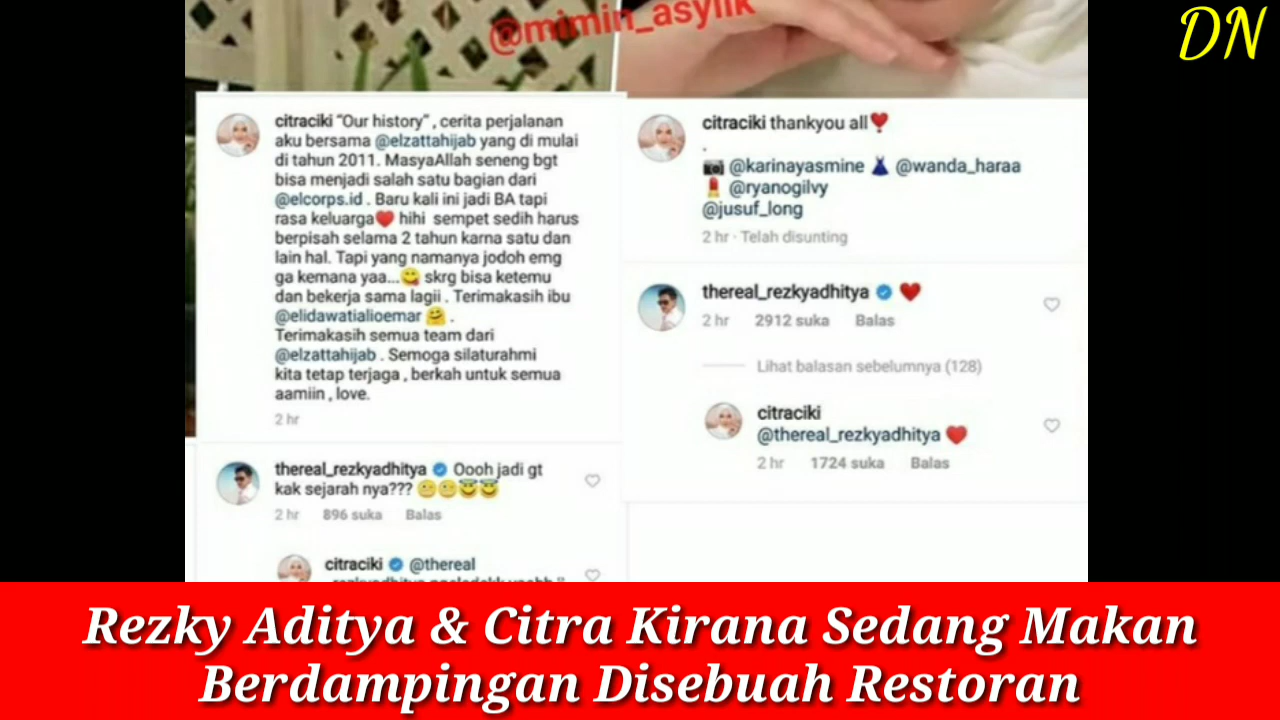 @mimin_asylik
DN
citraciki “Our history” , cerita perjalanan
aku bersama @elzattahijab yang di mulai
di tahun 2011. MasyaAllah seneng bgt
bisa menjadi salah satu bagian dari
@elcorps.id . Baru kali ini jadi BA tapi
rasa keluarga❤️ hihi sempet sedih harus
berpisah selama 2 tahun karna satu dan
lain hal. Tapi yang namanya jodoh emg
ga kemana yaa...😋 skrg bisa ketemu
dan bekerja sama lagii . Terimakasih ibu
@elidawatialioemar 🤗 .
Terimakasih semua team dari
@elzattahijab . Semoga silaturahmi
kita tetap terjaga , berkah untuk semua
aamiin , love.
2 hr
thereal_rezkyadhitya Oooh jadi gt
kak sejarah nya??? 😬😬😇😇
2 hr 896 suka Balas
citraciki @thereal
citraciki thankyou all❣️
.
📷 @karinayasmine 👗 @wanda_haraa
💄 @ryanogilvy
@jusuf_long
2 hr · Telah disunting
thereal_rezkyadhitya ❤️
2 hr 2912 suka Balas
Lihat balasan sebelumnya (128)
citraciki
@thereal_rezkyadhitya ❤️
2 hr 1724 suka Balas
Rezky Aditya & Citra Kirana Sedang Makan
Berdampingan Disebuah Restoran